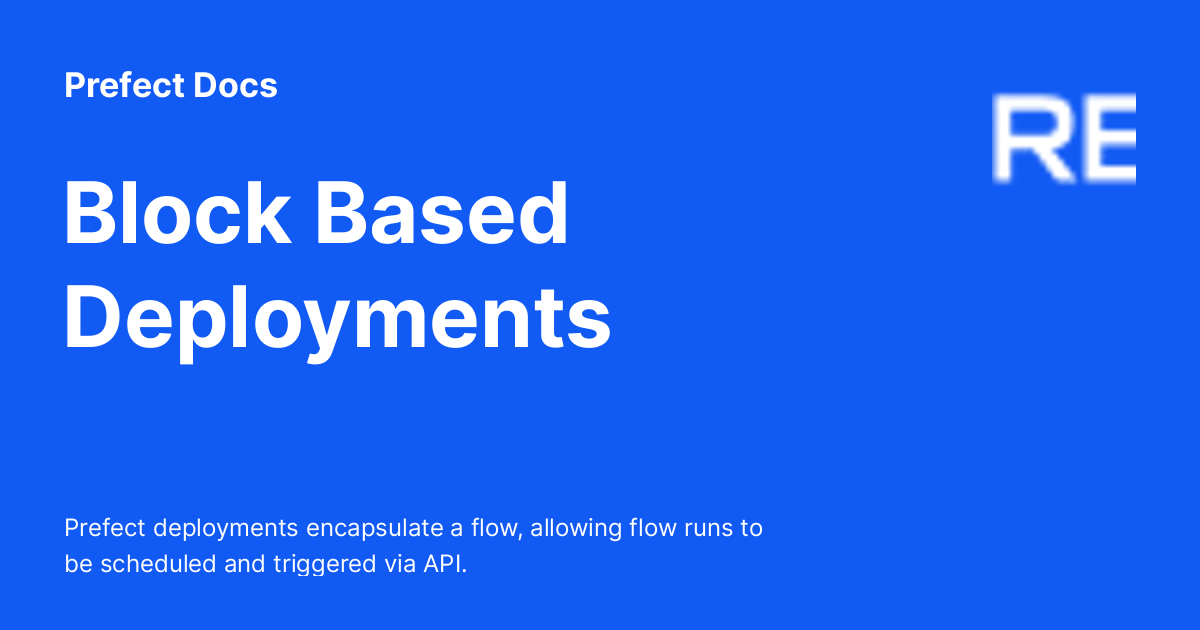 Prefect Docs
RE
Block Based
Deployments
Prefect deployments encapsulate a flow, allowing flow runs to
be scheduled and triggered via API.